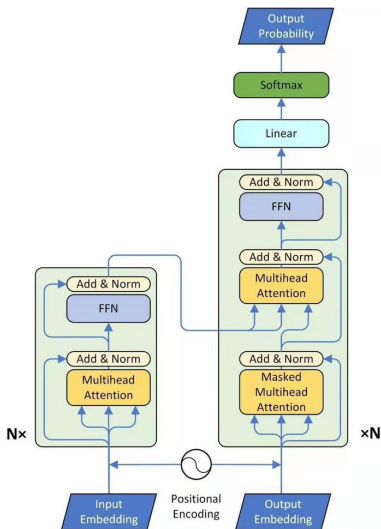 Output
Probability
Softmax
Linear
Add & Norm
FFN
Add & Norm
Multihead
Attention
Add & Norm
Masked
Multihead
Attention
×N
Add & Norm
FFN
Add & Norm
Multihead
Attention
N×
Input
Embedding
Positional
Encoding
Output
Embedding